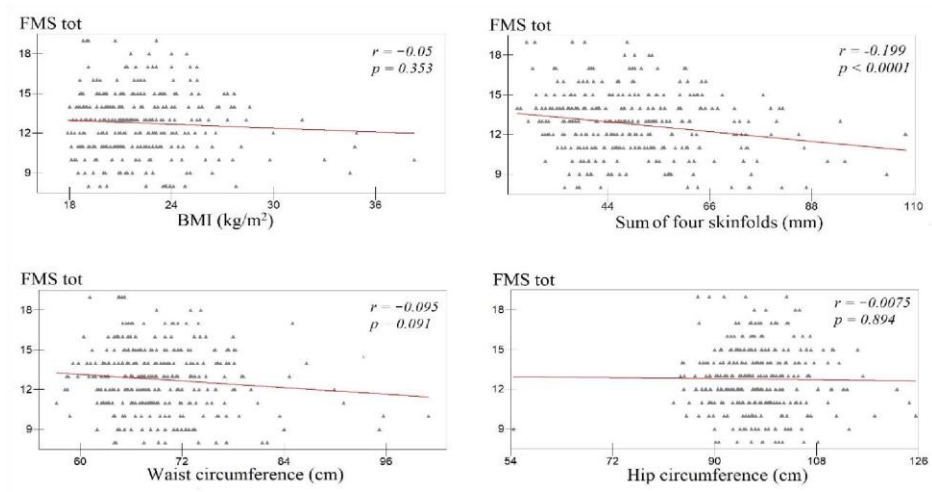 FMS tot
r = −0.05
p = 0.353
18
15
12
9
18 24 30 36
BMI (kg/m²)
FMS tot
r = -0.199
p < 0.0001
18
15
12
9
44 66 88 110
Sum of four skinfolds (mm)
FMS tot
r = −0.095
p = 0.091
18
15
12
9
60 72 84 96
Waist circumference (cm)
FMS tot
r = −0.0075
p = 0.894
18
15
12
9
54 72 90 108 126
Hip circumference (cm)